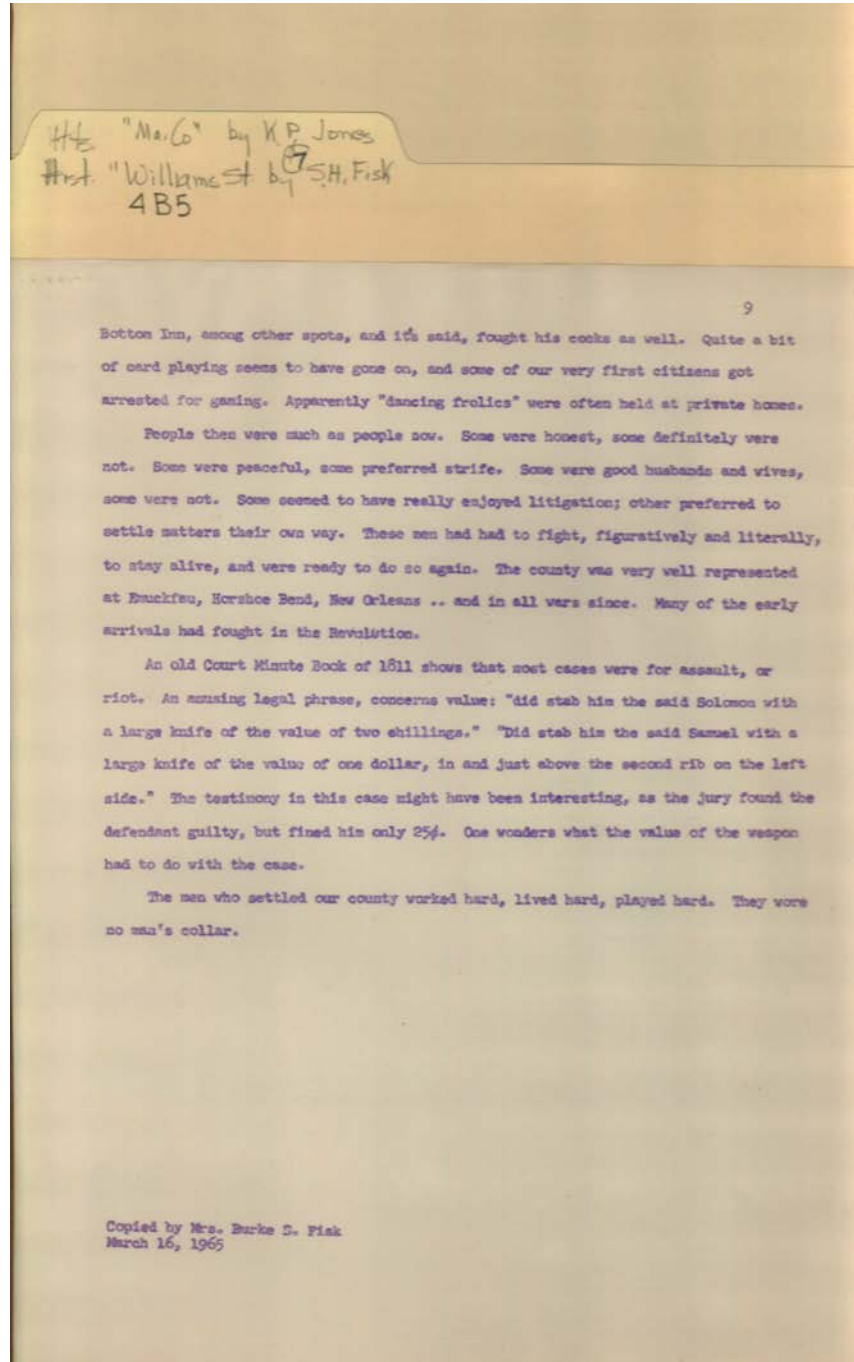 Hts. "Ma. Co" by K P. Jones
Hist. "Williams St by S.H. Fisk
7
4B5
9
Botton Inn, among other spots, and it's said, fought his cocks as well. Quite a bit
of card playing seems to have gone on, and some of our very first citizens got
arrested for gaming. Apparently "dancing frolics" were often held at private homes.
People then were much as people now. Some were honest, some definitely were
not. Some were peaceful, some preferred strife. Some were good husbands and wives,
some were not. Some seemed to have really enjoyed litigation; other preferred to
settle matters their own way. These men had had to fight, figuratively and literally,
to stay alive, and were ready to do so again. The county was very well represented
at Emuckfau, Horshoe Bend, New Orleans .. and in all wars since. Many of the early
arrivals had fought in the Revolution.
An old Court Minute Book of 1811 shows that most cases were for assault, or
riot. An amusing legal phrase, concerns value: "did stab him the said Solomon with
a large knife of the value of two shillings." "Did stab him the said Samuel with a
large knife of the value of one dollar, in and just above the second rib on the left
side." The testimony in this case might have been interesting, as the jury found the
defendant guilty, but fined him only 25¢. One wonders what the value of the weapon
had to do with the case.
The men who settled our county worked hard, lived hard, played hard. They wore
no man's collar.
Copied by Mrs. Burke S. Fisk
March 16, 1965